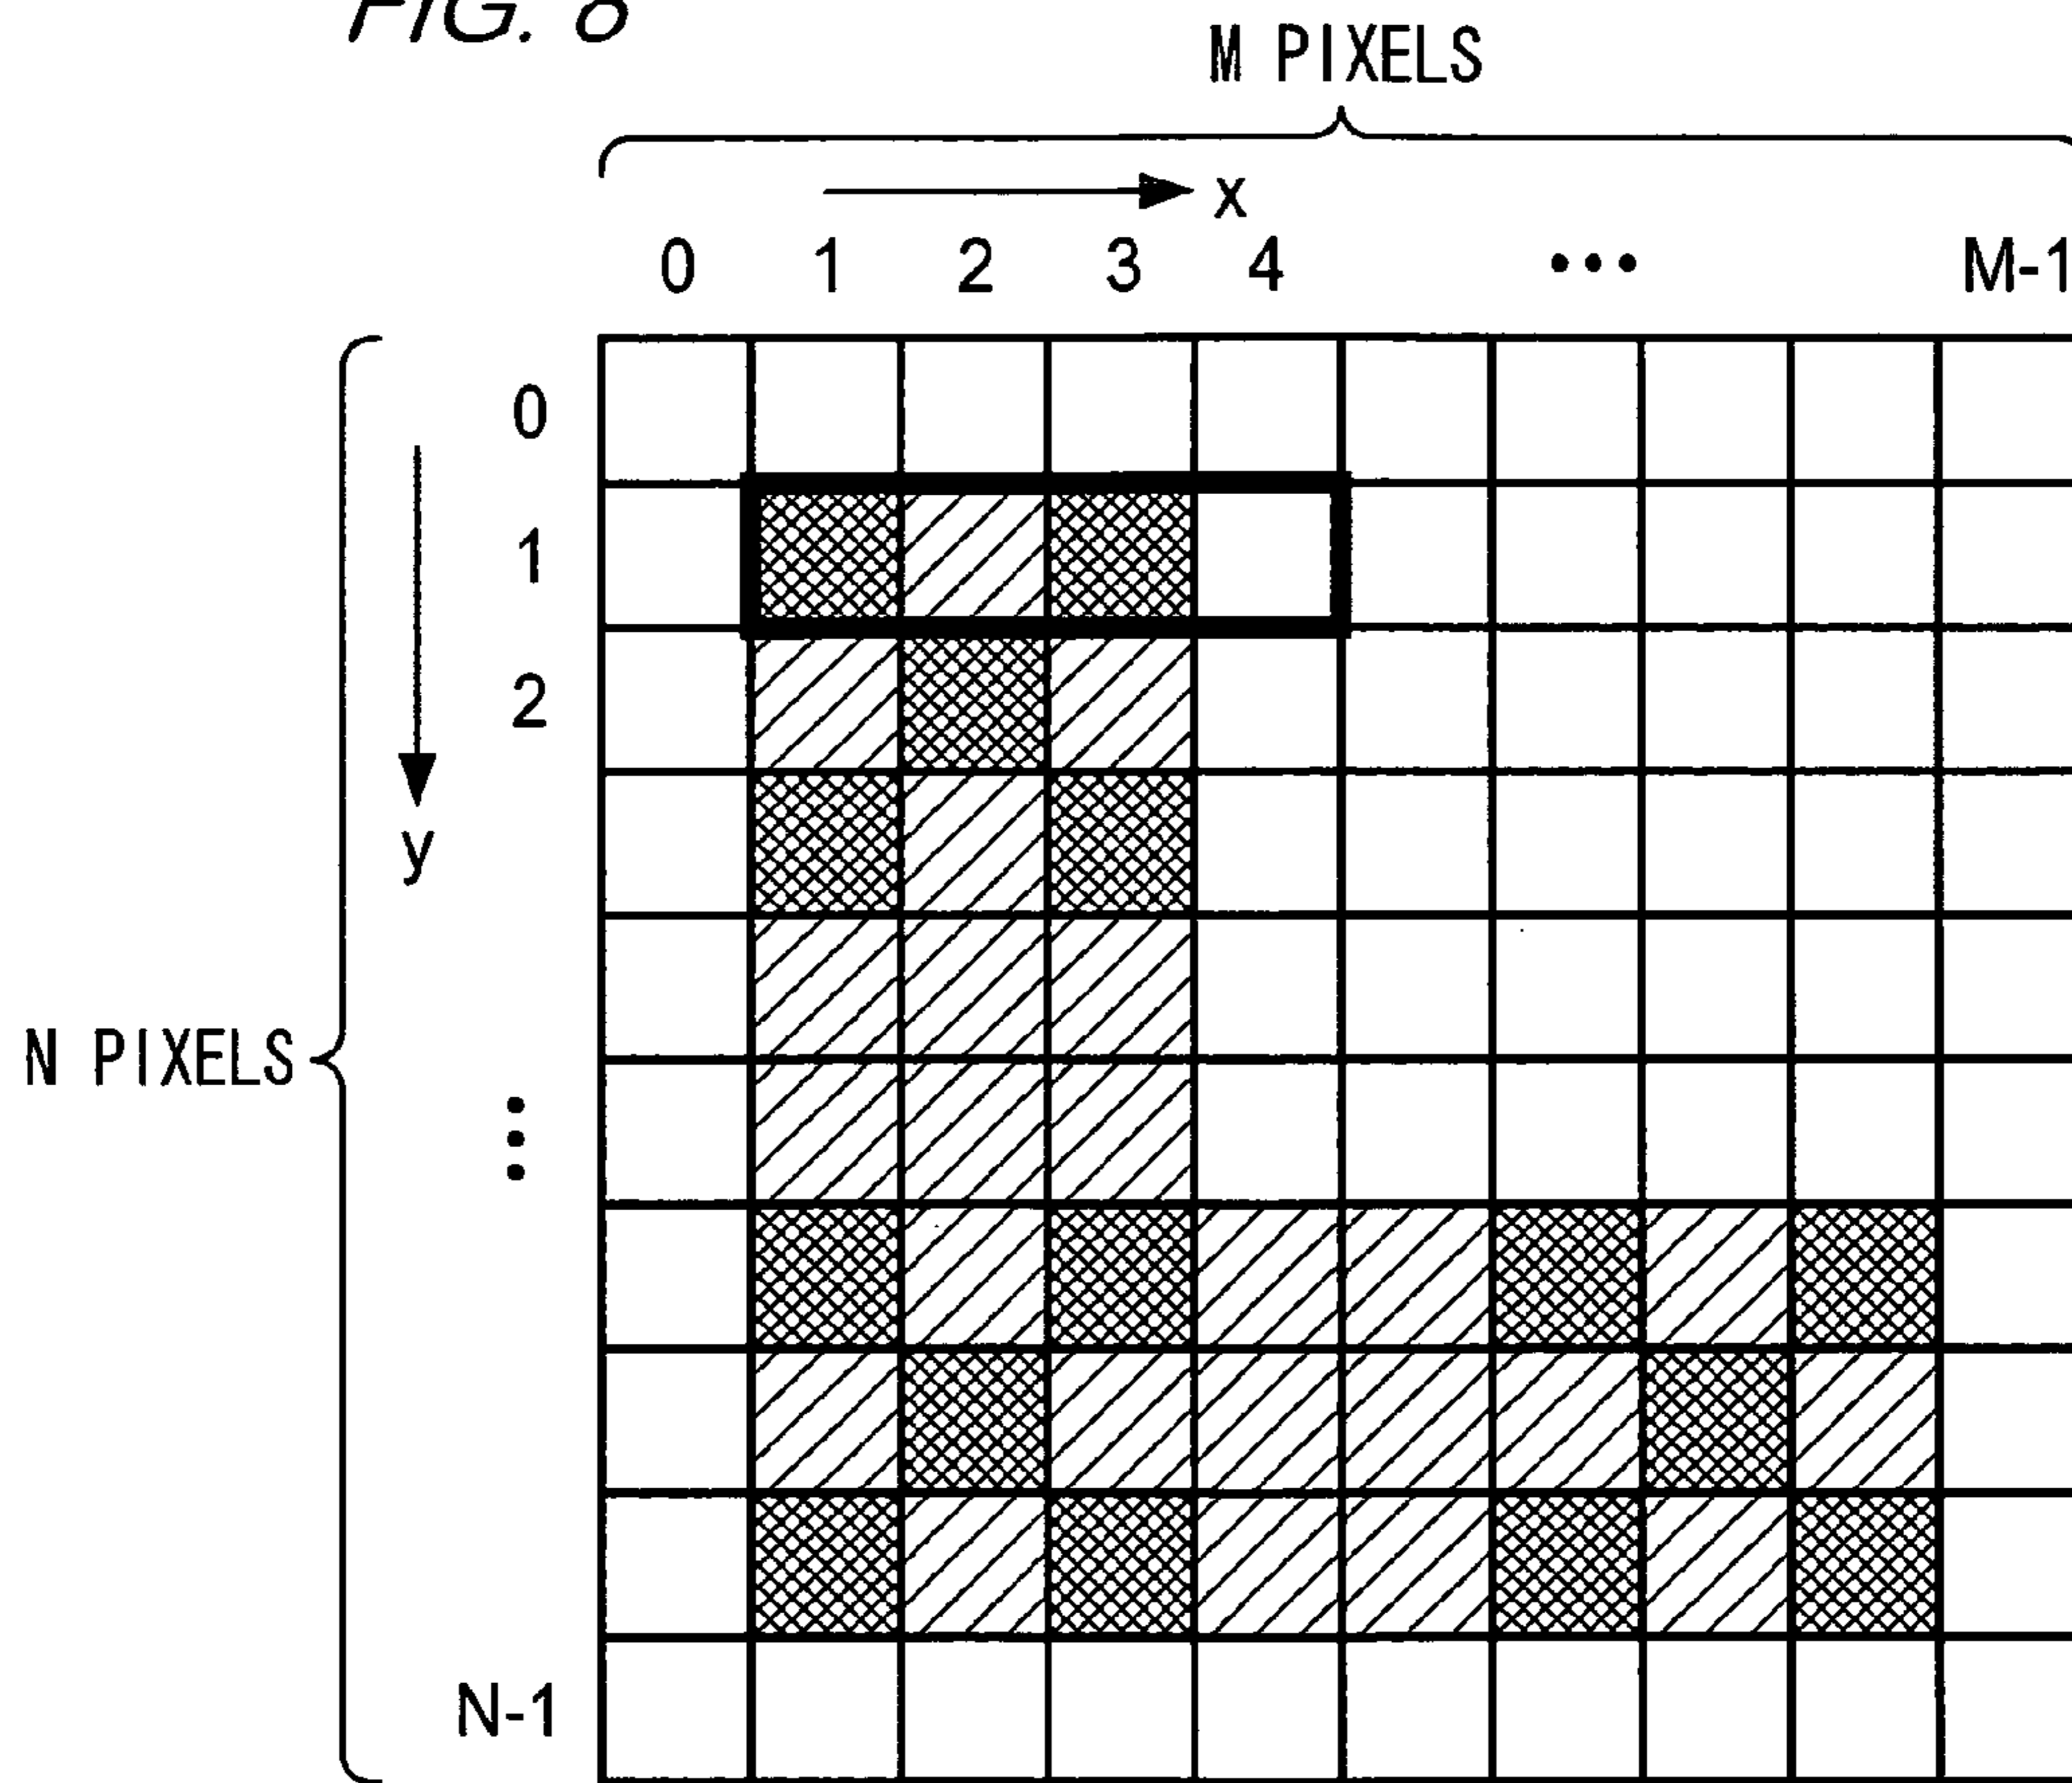 FIG. 8
M PIXELS
x
0 1 2 3 4 ••• M-1
0
1
2
y
N PIXELS
•••
N-1